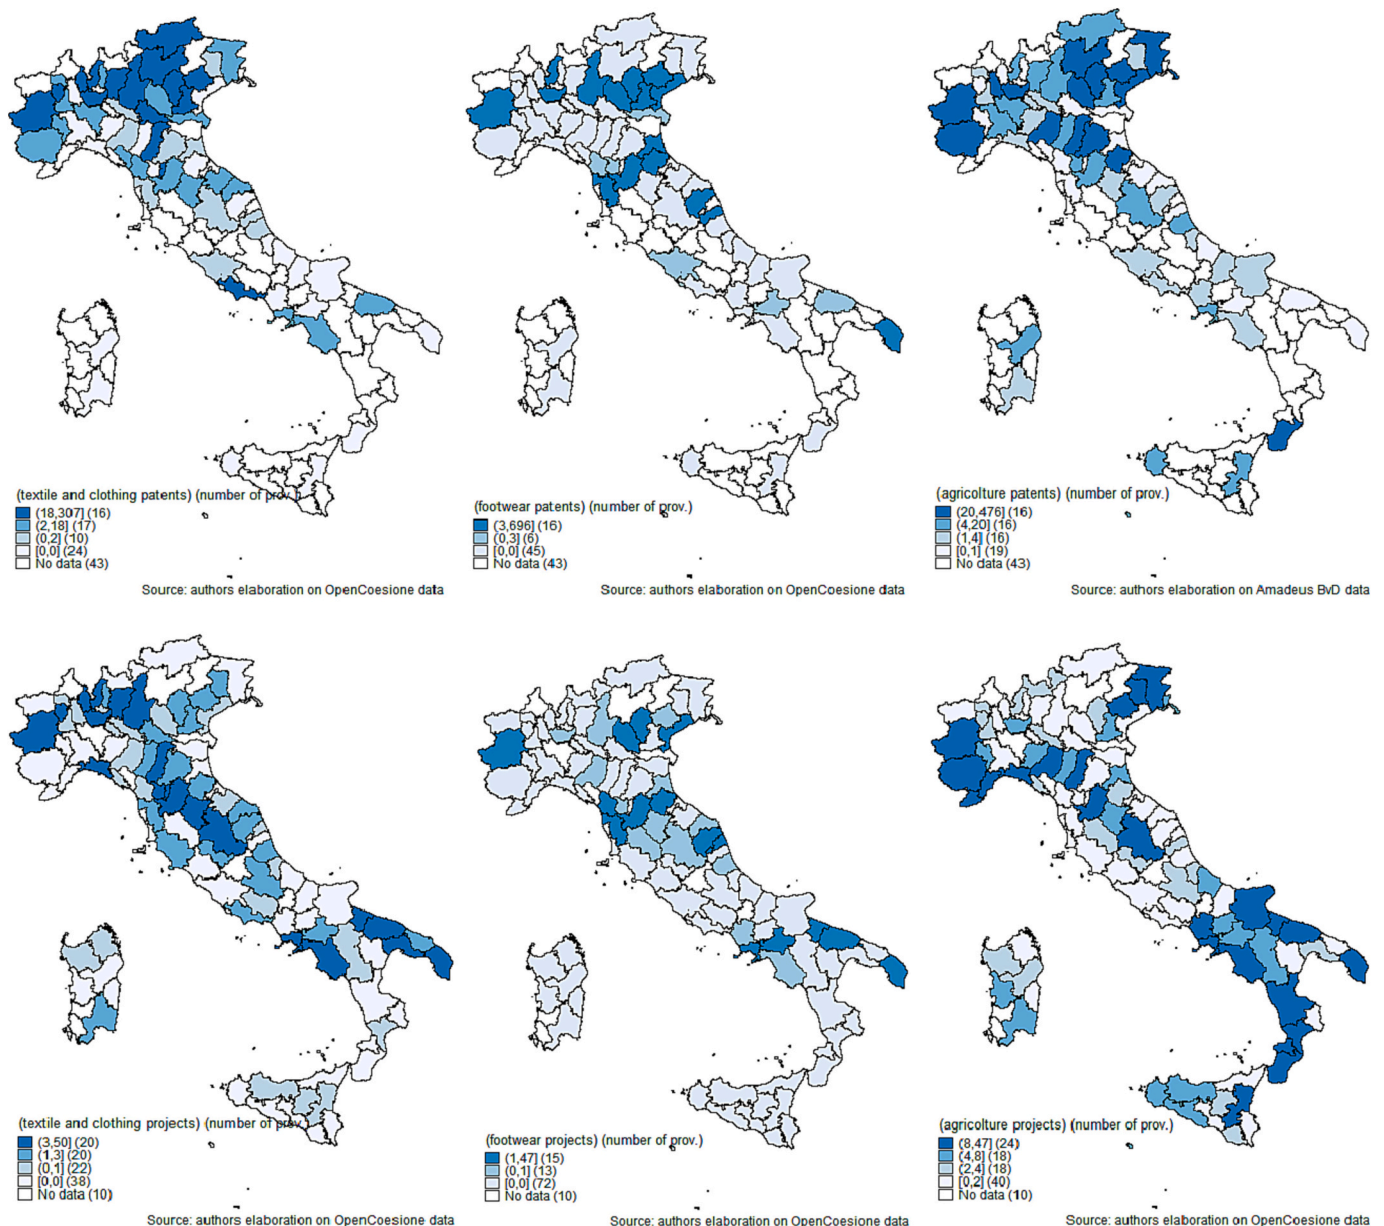 (textile and clothing patents) (number of prov.)
(18,307] (16)
(2,18] (17)
(0,2] (10)
[0,0] (24)
No data (43)
Source: authors elaboration on OpenCoesione data
(footwear patents) (number of prov.)
(3,696] (16)
(0,3] (6)
[0,0] (45)
No data (43)
Source: authors elaboration on OpenCoesione data
(agriculture patents) (number of prov.)
(20,476] (16)
(4,20] (16)
(1,4] (16)
[0,1] (19)
No data (43)
Source: authors elaboration on Amadeus BvD data
(textile and clothing projects) (number of prov.)
(3,50] (20)
(1,3] (20)
(0,1] (22)
[0,0] (38)
No data (10)
Source: authors elaboration on OpenCoesione data
(footwear projects) (number of prov.)
(1,47] (15)
(0,1] (13)
[0,0] (72)
No data (10)
Source: authors elaboration on OpenCoesione data
(agriculture projects) (number of prov.)
(8,47] (24)
(4,8] (18)
(2,4] (18)
[0,2] (40)
No data (10)
Source: authors elaboration on OpenCoesione data